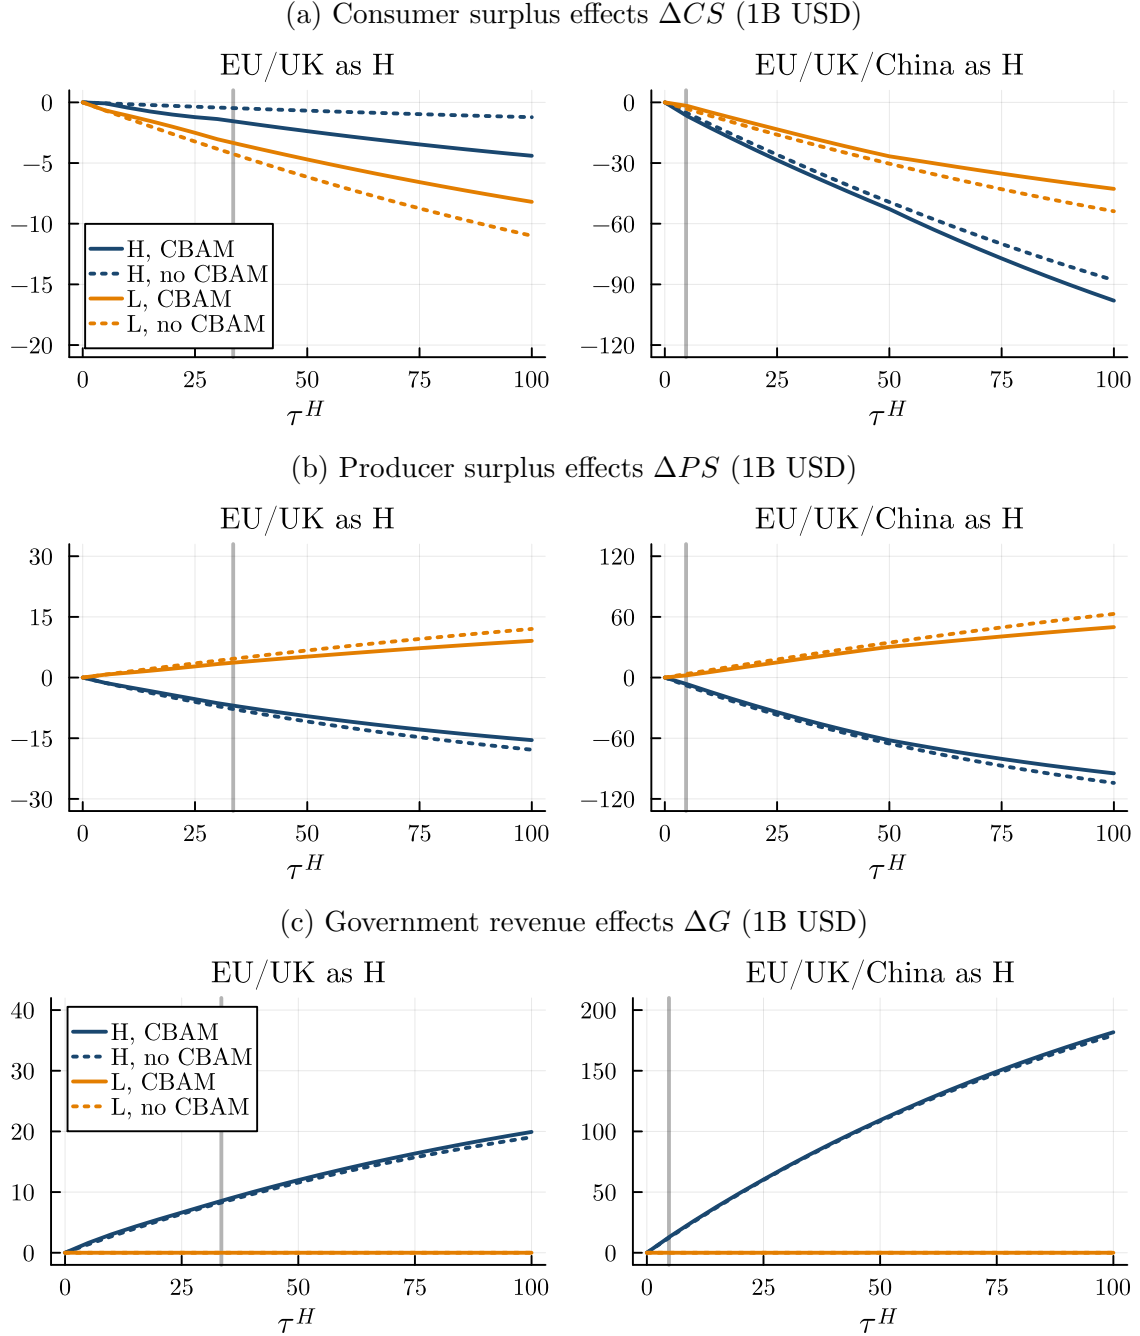 (a) Consumer surplus effects ΔCS (1B USD)
EU/UK as H
0
−5
−10
−15
−20
H, CBAM
H, no CBAM
L, CBAM
L, no CBAM
0 25 50 75 100
τ^H
EU/UK/China as H
0
−30
−60
−90
−120
0 25 50 75 100
τ^H
(b) Producer surplus effects ΔPS (1B USD)
EU/UK as H
30
15
0
−15
−30
0 25 50 75 100
τ^H
EU/UK/China as H
120
60
0
−60
−120
0 25 50 75 100
τ^H
(c) Government revenue effects ΔG (1B USD)
EU/UK as H
40
30
20
10
0
H, CBAM
H, no CBAM
L, CBAM
L, no CBAM
0 25 50 75 100
τ^H
EU/UK/China as H
200
150
100
50
0
0 25 50 75 100
τ^H